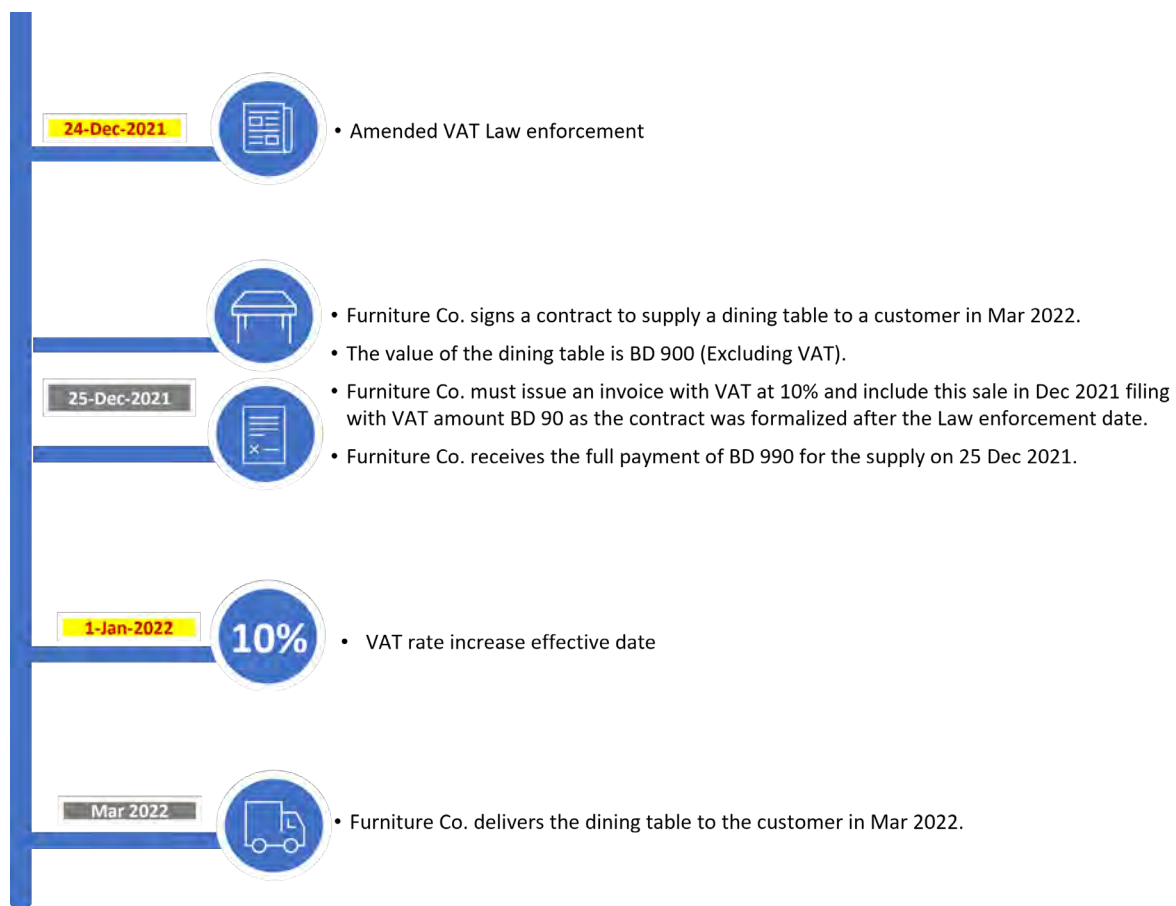 24-Dec-2021
• Amended VAT Law enforcement
• Furniture Co. signs a contract to supply a dining table to a customer in Mar 2022.
• The value of the dining table is BD 900 (Excluding VAT).
25-Dec-2021
• Furniture Co. must issue an invoice with VAT at 10% and include this sale in Dec 2021 filing
with VAT amount BD 90 as the contract was formalized after the Law enforcement date.
• Furniture Co. receives the full payment of BD 990 for the supply on 25 Dec 2021.
1-Jan-2022
10%
• VAT rate increase effective date
Mar 2022
• Furniture Co. delivers the dining table to the customer in Mar 2022.